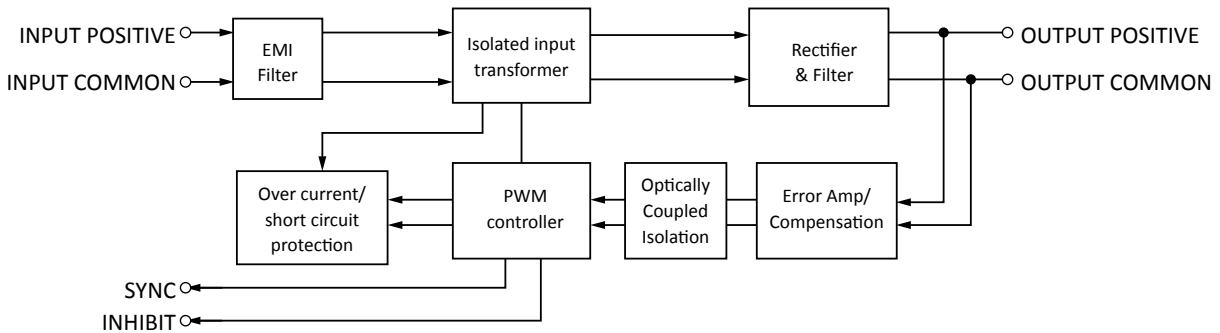 INPUT POSITIVE
INPUT COMMON
EMI
Filter
Isolated input
transformer
Rectifier
& Filter
OUTPUT POSITIVE
OUTPUT COMMON
Over current/
short circuit
protection
PWM
controller
Optically
Coupled
Isolation
Error Amp/
Compensation
SYNC
INHIBIT